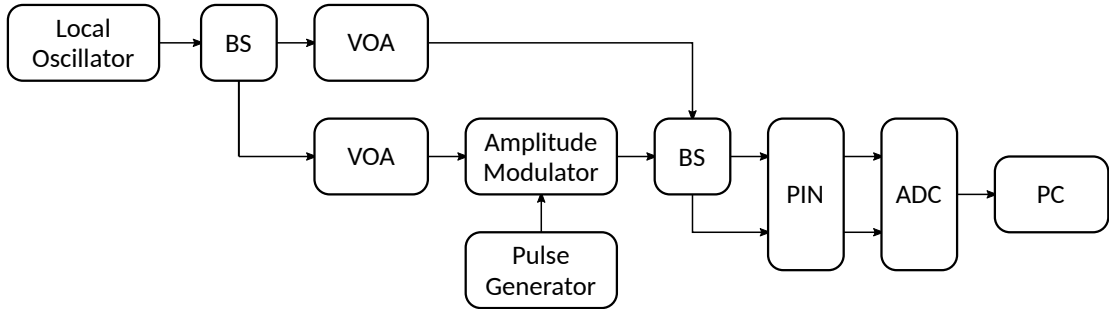 Local
Oscillator
BS
VOA
VOA
Amplitude
Modulator
BS
PIN
ADC
PC
Pulse
Generator